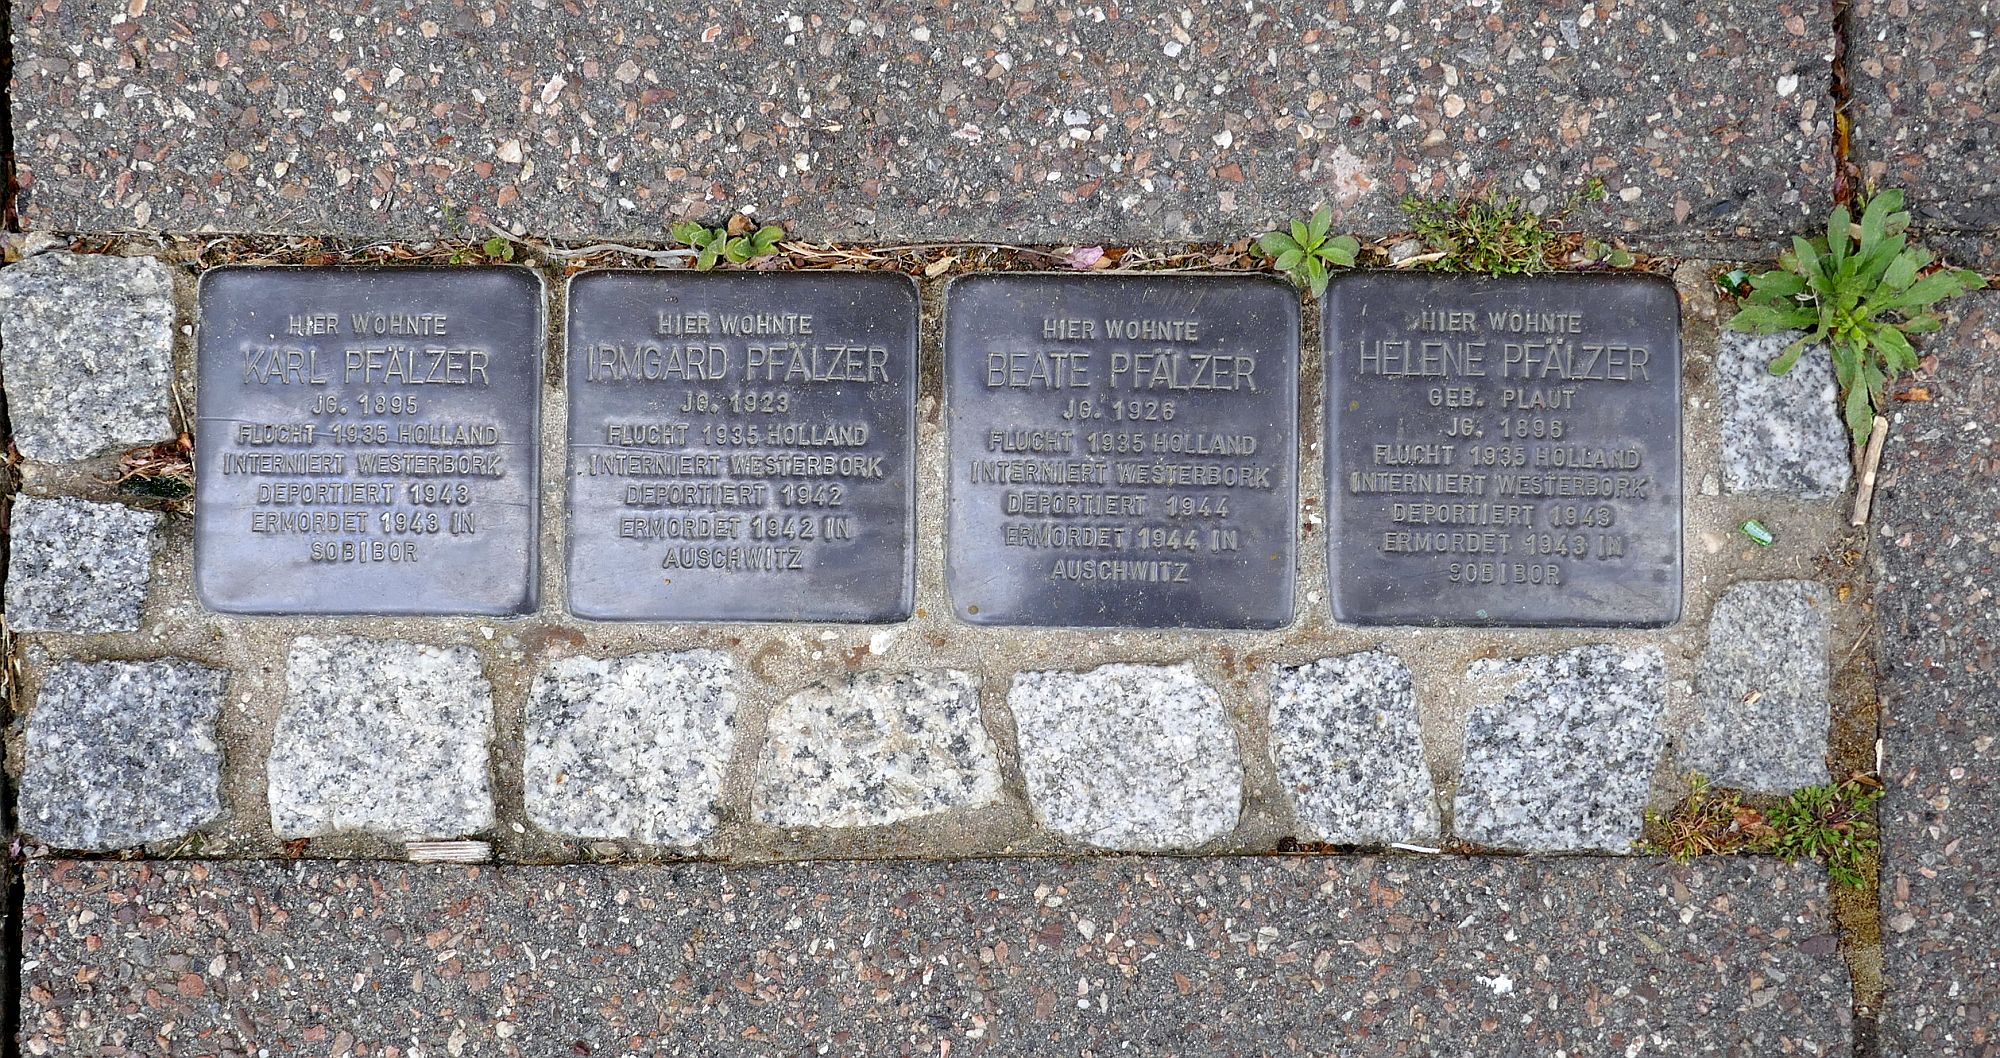 HIER WOHNTE
KARL PFÄLZER
JG. 1895
FLUCHT 1935 HOLLAND
INTERNIERT WESTERBORK
DEPORTIERT 1943
ERMORDET 1943 IN
SOBIBOR
HIER WOHNTE
IRMGARD PFÄLZER
JG. 1923
FLUCHT 1935 HOLLAND
INTERNIERT WESTERBORK
DEPORTIERT 1942
ERMORDET 1942 IN
AUSCHWITZ
HIER WOHNTE
BEATE PFÄLZER
JG. 1926
FLUCHT 1935 HOLLAND
INTERNIERT WESTERBORK
DEPORTIERT 1944
ERMORDET 1944 IN
AUSCHWITZ
HIER WOHNTE
HELENE PFÄLZER
GEB. PLAUT
JG. 1896
FLUCHT 1935 HOLLAND
INTERNIERT WESTERBORK
DEPORTIERT 1943
ERMORDET 1943 IN
SOBIBOR